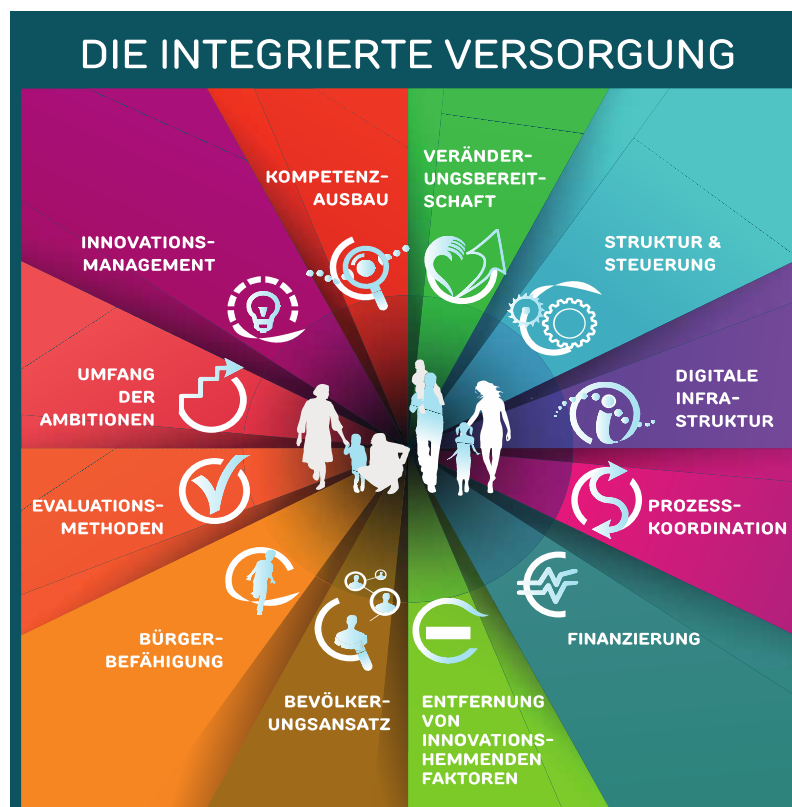 DIE INTEGRIERTE VERSORGUNG
KOMPETENZ-
AUSBAU
VERÄNDER-
UNGSBEREIT-
SCHAFT
STRUKTUR &
STEUERUNG
DIGITALE
INFRA-
STRUKTUR
PROZESS-
KOORDINATION
FINANZIERUNG
ENTFERNUNG
VON
INNOVATIONS-
HEMMENDEN
FAKTOREN
BEVÖLKER-
UNGSANSATZ
BÜRGER-
BEFÄHIGUNG
EVALUATIONS-
METHODEN
UMFANG
DER
AMBITIONEN
INNOVATIONS-
MANAGEMENT